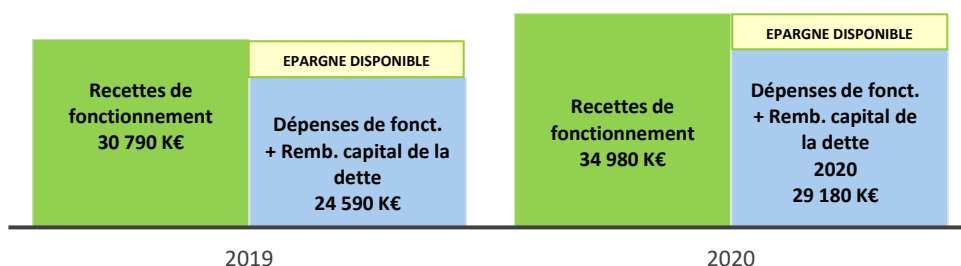 EPARGNE DISPONIBLE
Recettes de
fonctionnement
30 790 K€
Dépenses de fonct.
+ Remb. capital de la
dette
24 590 K€
2019
EPARGNE DISPONIBLE
Recettes de
fonctionnement
34 980 K€
Dépenses de fonct.
+ Remb. capital de
la dette
2020
29 180 K€
2020